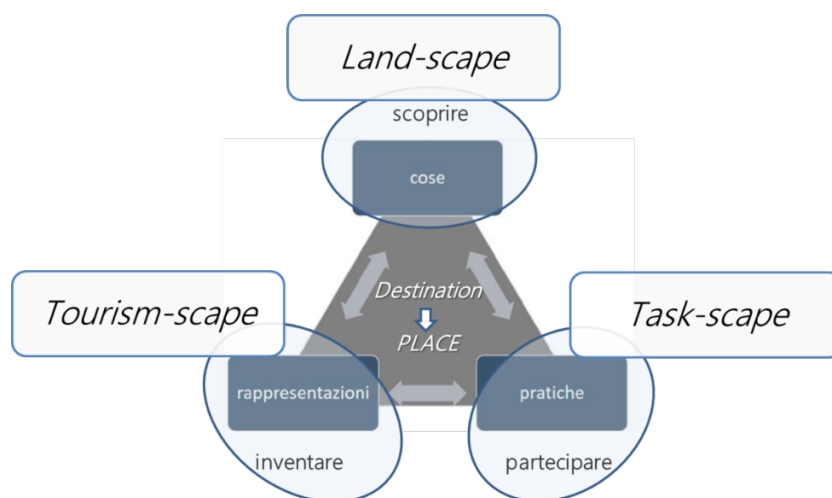 Land-scape
scoprire
cose
Tourism-scape
Destination
Task-scape
PLACE
rappresentazioni
pratiche
inventare
partecipare